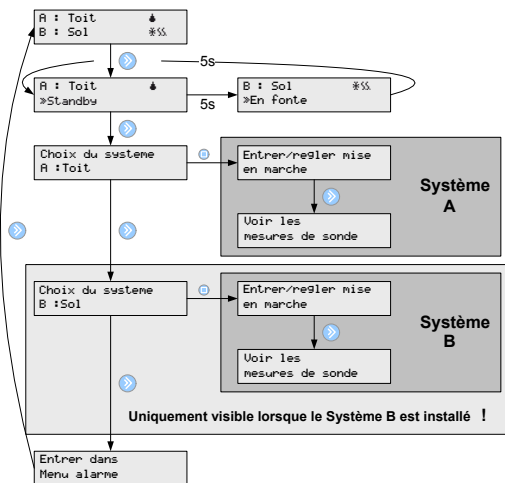 A : Toit
B : Sol
5s
A : Toit
»Standby
5s
B : Sol
»En fonte
Choix du systeme
A :Toit
Entrer/regler mise
en marche
Système
A
Voir les
mesures de sonde
Choix du systeme
B :Sol
Entrer/regler mise
en marche
Système
B
Voir les
mesures de sonde
Uniquement visible lorsque le Système B est installé !
Entrer dans
Menu alarme